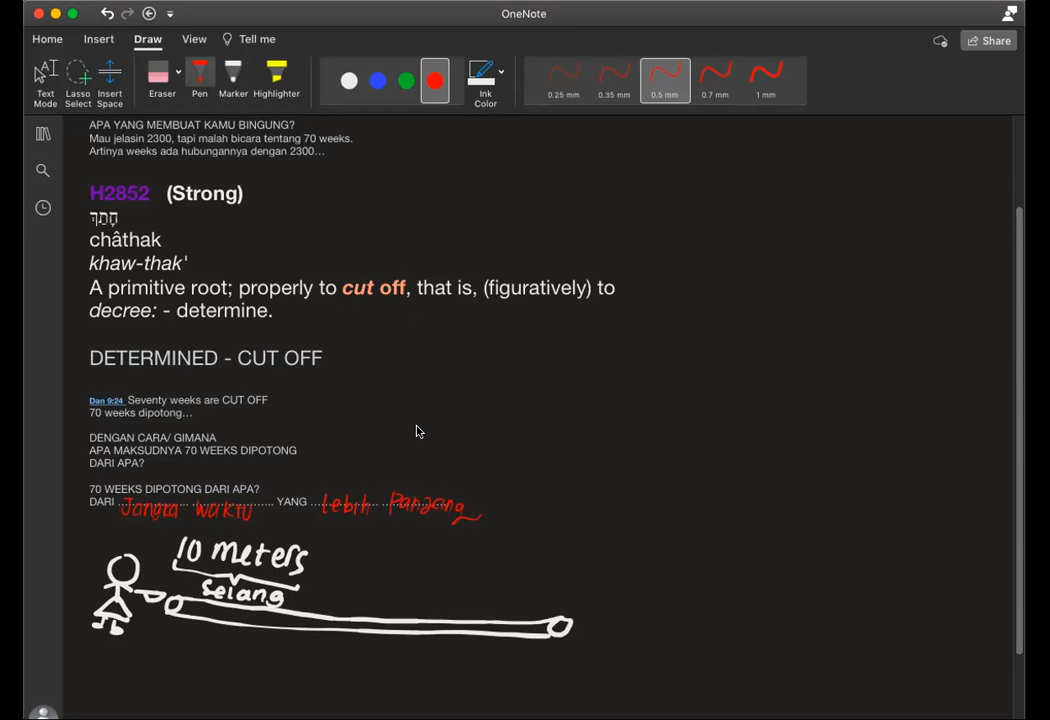 OneNote
Home Insert Draw View Tell me Share
Text Mode Lasso Select Insert Space Eraser Pen Marker Highlighter Ink Color 0.25 mm 0.35 mm 0.5 mm 0.7 mm 1 mm
APA YANG MEMBUAT KAMU BINGUNG?
Mau jelasin 2300, tapi malah bicara tentang 70 weeks.
Artinya weeks ada hubungannya dengan 2300…
H2852 (Strong)
חָתַךְ
châthak
khaw-thak'
A primitive root; properly to cut off, that is, (figuratively) to
decree: - determine.
DETERMINED - CUT OFF
Dan 9:24 Seventy weeks are CUT OFF
70 weeks dipotong…
DENGAN CARA/ GIMANA
APA MAKSUDNYA 70 WEEKS DIPOTONG
DARI APA?
70 WEEKS DIPOTONG DARI APA?
DARI Jangka waktu YANG lebih Panjang
10 meters
selang